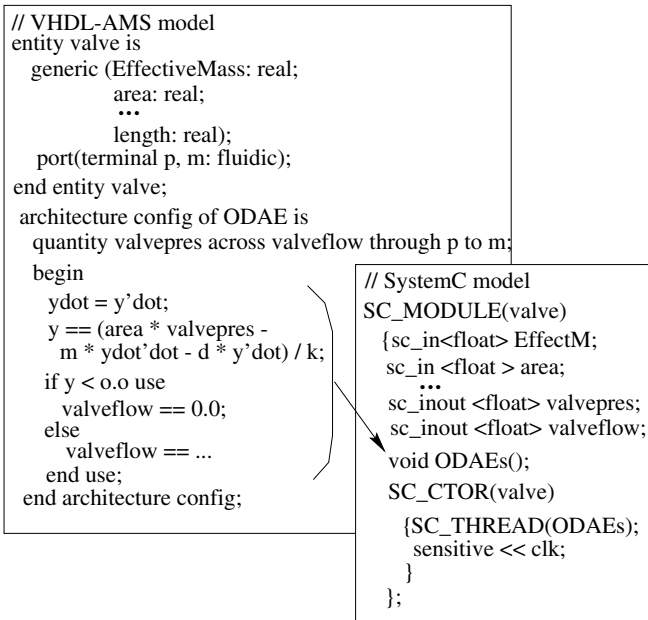 // VHDL-AMS model
entity valve is
generic (EffectiveMass: real;
area: real;
...
length: real);
port(terminal p, m: fluidic);
end entity valve;
architecture config of ODAE is
quantity valvepres across valveflow through p to m;
begin
ydot = y'dot;
y == (area * valvepres -
m * ydot'dot - d * y'dot) / k;
if y < o.o use
valveflow == 0.0;
else
valveflow == ...
end use;
end architecture config;
// SystemC model
SC_MODULE(valve)
{sc_in<float> EffectM;
sc_in <float > area;
...
sc_inout <float> valvepres;
sc_inout <float> valveflow;
void ODAEs();
SC_CTOR(valve)
{SC_THREAD(ODAEs);
sensitive << clk;
}
};